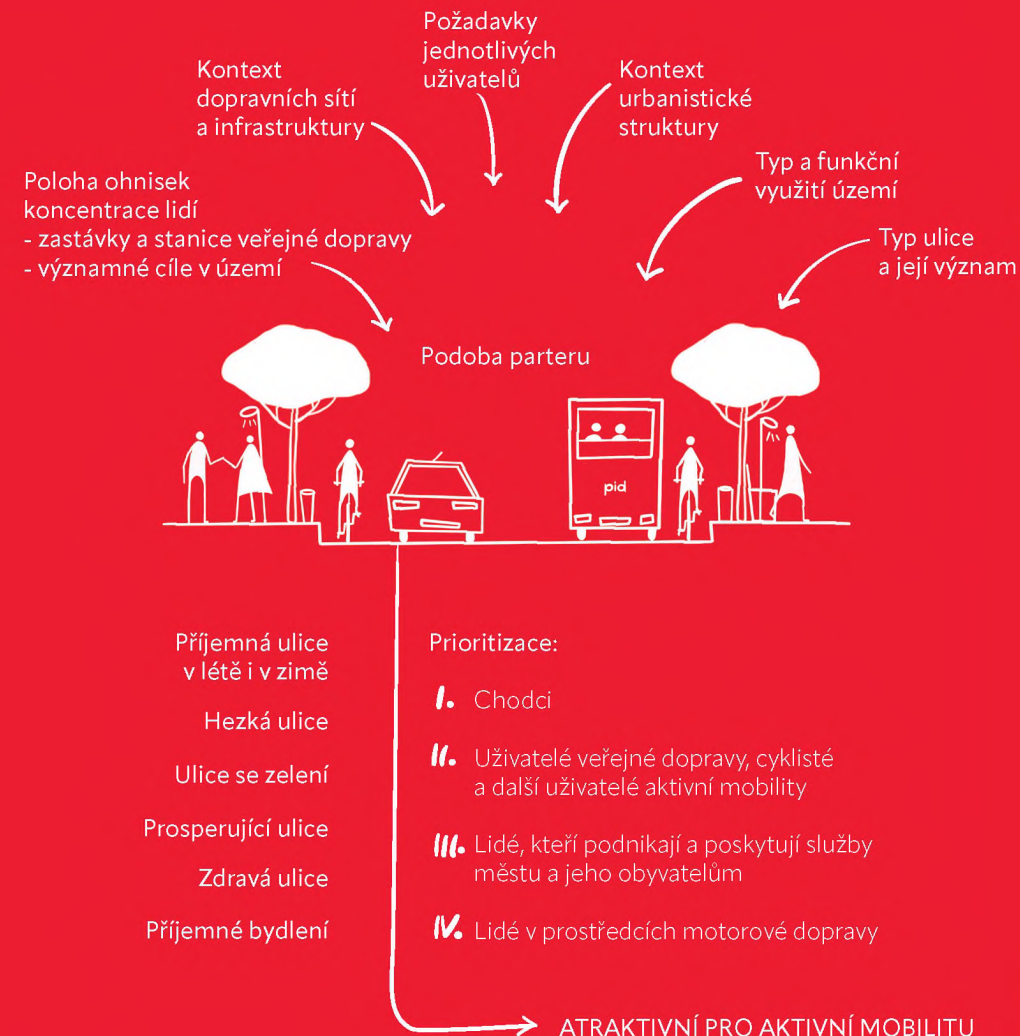 Požadavky
jednotlivých
uživatelů
Kontext
dopravních sítí
a infrastruktury
Kontext
urbanistické
struktury
Poloha ohnisek
koncentrace lidí
- zastávky a stanice veřejné dopravy
- významné cíle v území
Typ a funkční
využití území
Typ ulice
a její význam
Podoba parteru
pid
Příjemná ulice
v létě i v zimě
Hezká ulice
Ulice se zelení
Prosperující ulice
Zdravá ulice
Příjemné bydlení
Prioritizace:
I. Chodci
II. Uživatelé veřejné dopravy, cyklisté
a další uživatelé aktivní mobility
III. Lidé, kteří podnikají a poskytují služby
městu a jeho obyvatelům
IV. Lidé v prostředcích motorové dopravy
ATRAKTIVNÍ PRO AKTIVNÍ MOBILITU